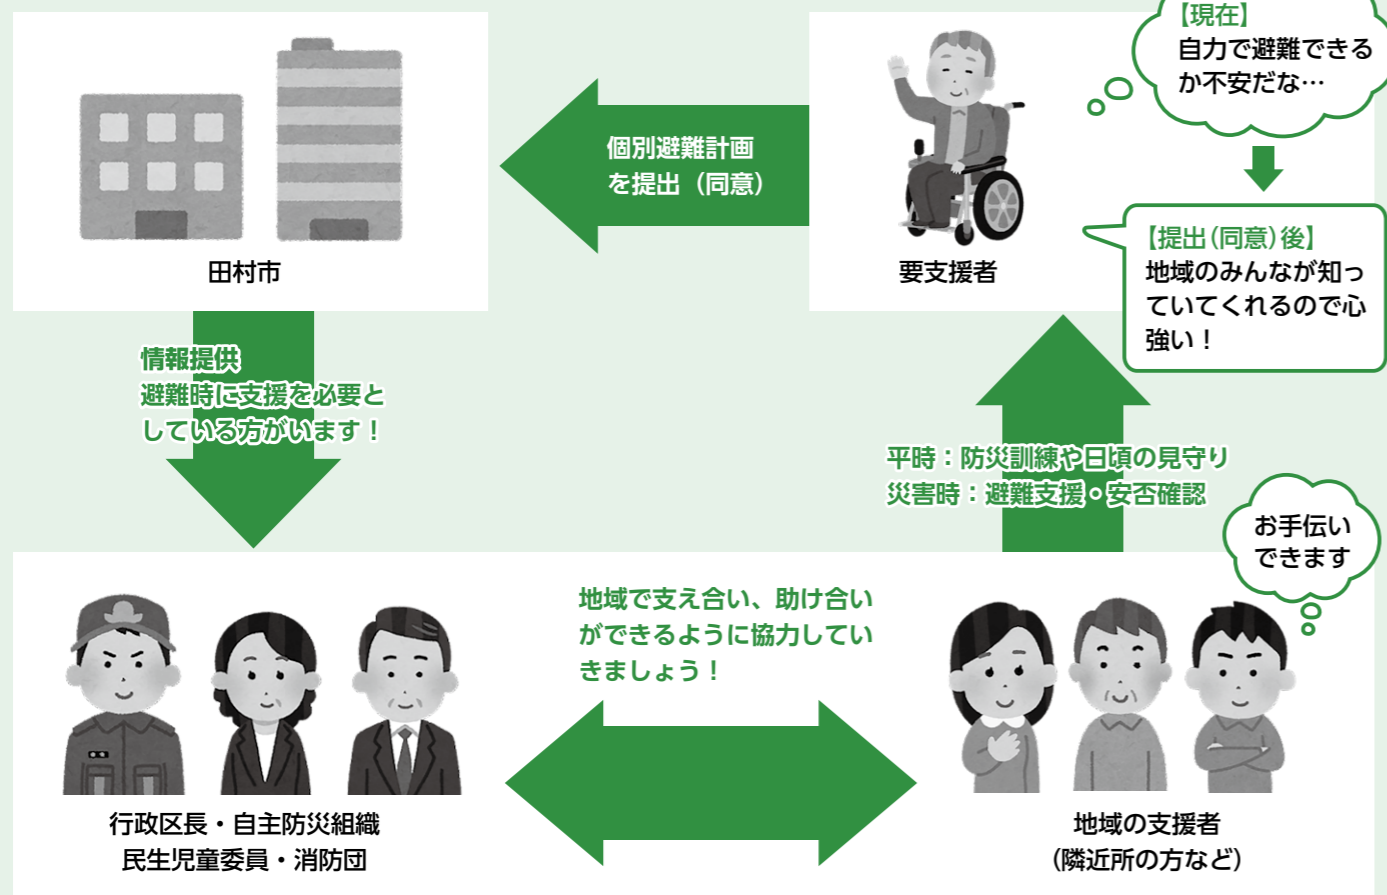 【現在】
自力で避難できる
か不安だな…
個別避難計画
を提出（同意）
田村市
要支援者
【提出（同意）後】
地域のみんなが知っ
ていてくれるので心
強い！
情報提供
避難時に支援を必要と
している方がいます！
平時：防災訓練や日頃の見守り
災害時：避難支援・安否確認
お手伝い
できます
地域で支え合い、助け合い
ができるように協力してい
きましょう！
行政区長・自主防災組織
民生児童委員・消防団
地域の支援者
（隣近所の方など）